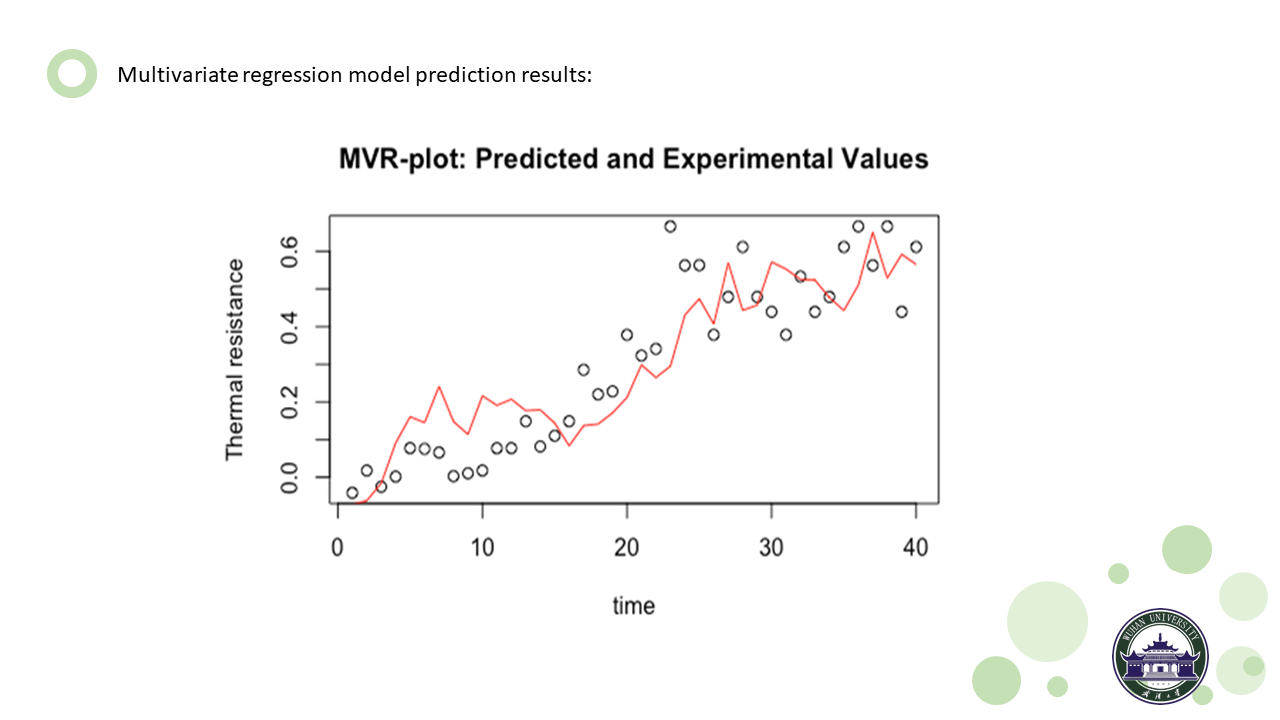 Multivariate regression model prediction results:
MVR-plot: Predicted and Experimental Values
Thermal resistance
0.6
0.4
0.2
0.0
0 10 20 30 40
time
WUHAN UNIVERSITY